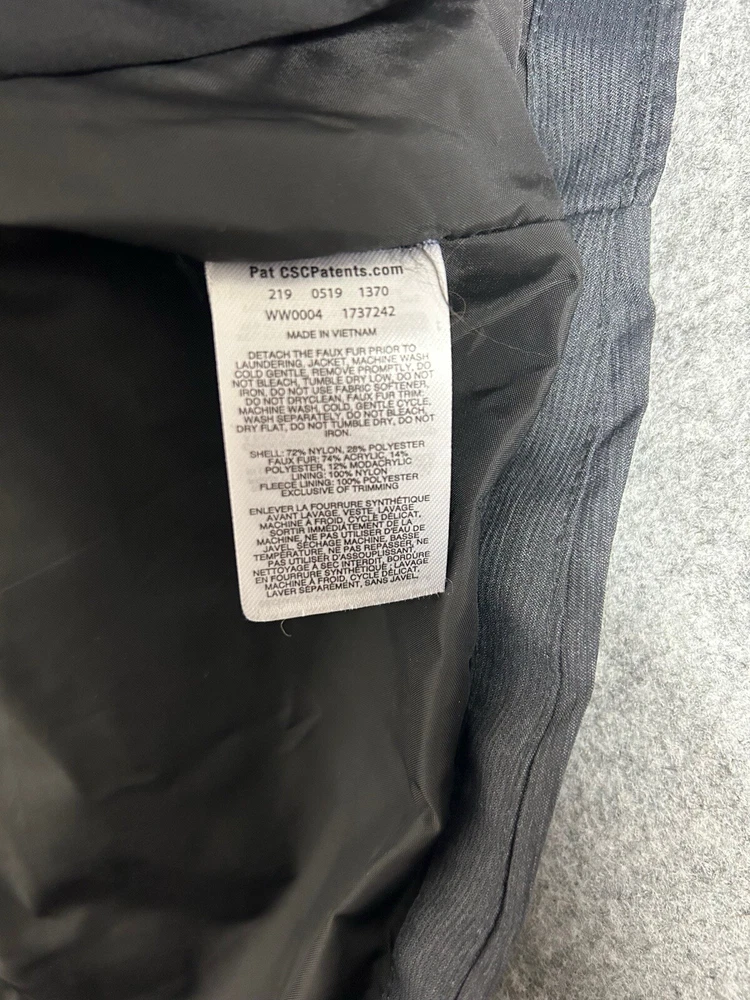 Pat CSCPatents.com
219 0519 1370
WW0004 1737242
MADE IN VIETNAM
DETACH THE FAUX FUR PRIOR TO
LAUNDERING, JACKET, MACHINE WASH
COLD GENTLE, REMOVE PROMPTLY, DO
NOT BLEACH, TUMBLE DRY LOW, DO NOT
IRON, DO NOT USE FABRIC SOFTENER,
DO NOT DRYCLEAN, FAUX FUR TRIM:
MACHINE WASH, COLD, GENTLE CYCLE,
WASH SEPARATELY, DO NOT BLEACH,
DRY FLAT, DO NOT TUMBLE DRY, DO NOT
IRON.
SHELL: 72% NYLON, 28% POLYESTER
FAUX FUR: 74% ACRYLIC, 14%
POLYESTER, 12% MODACRYLIC
LINING: 100% NYLON
FLEECE LINING: 100% POLYESTER
EXCLUSIVE OF TRIMMING
ENLEVER LA FOURRURE SYNTHÉTIQUE
AVANT LAVAGE, VESTE, LAVAGE
MACHINE À FROID, CYCLE DÉLICAT,
SORTIR IMMÉDIATEMENT DE LA
MACHINE, NE PAS UTILISER D'EAU DE
JAVEL, SÉCHAGE MACHINE, BASSE
TEMPÉRATURE, NE PAS REPASSER, NE
PAS UTILISER D'ASSOUPLISSANT,
NETTOYAGE À SEC INTERDIT, BORDURE
EN FOURRURE SYNTHÉTIQUE : LAVAGE
MACHINE À FROID, CYCLE DÉLICAT,
LAVER SÉPARÉMENT, SANS JAVEL,